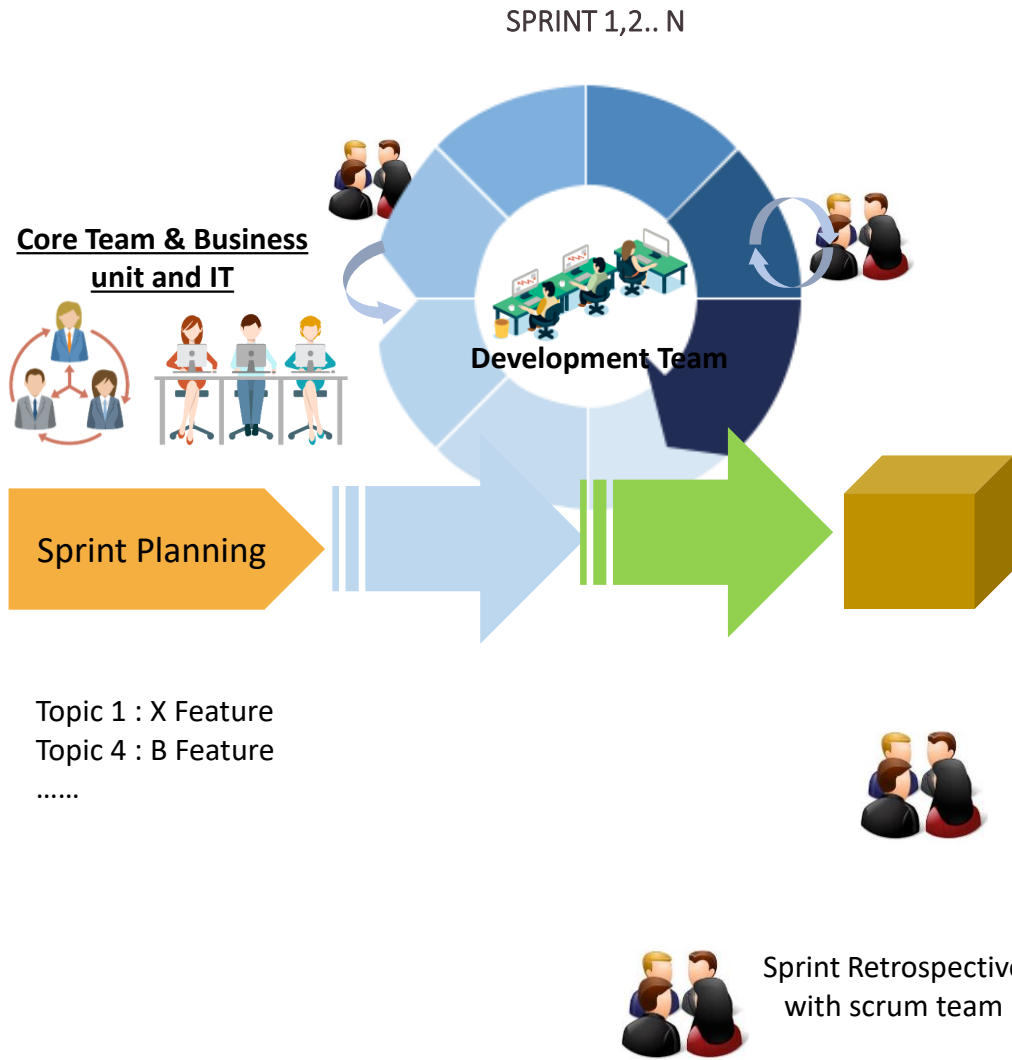 SPRINT 1,2.. N
Core Team & Business
unit and IT
Development Team
Sprint Planning
Topic 1 : X Feature
Topic 4 : B Feature
......
Sprint Retrospective
with scrum team